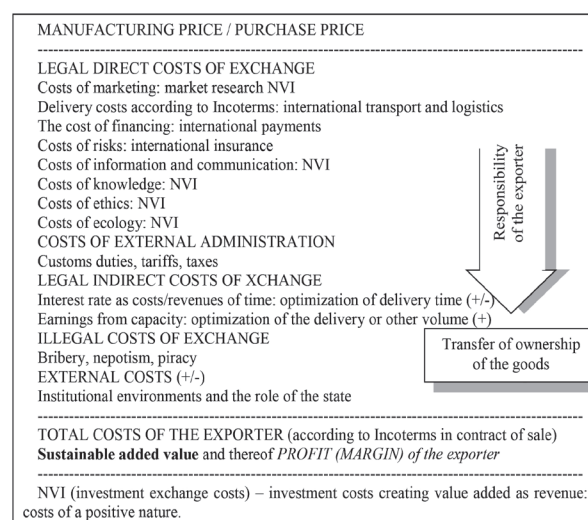 MANUFACTURING PRICE / PURCHASE PRICE
LEGAL DIRECT COSTS OF EXCHANGE
Costs of marketing: market research NVI
Delivery costs according to Incoterms: international transport and logistics
The cost of financing: international payments
Costs of risks: international insurance
Costs of information and communication: NVI
Costs of knowledge: NVI
Costs of ethics: NVI
Costs of ecology: NVI
COSTS OF EXTERNAL ADMINISTRATION
Customs duties, tariffs, taxes
LEGAL INDIRECT COSTS OF XCHANGE
Interest rate as costs/revenues of time: optimization of delivery time (+/-)
Earnings from capacity: optimization of the delivery or other volume (+)
ILLEGAL COSTS OF EXCHANGE
Bribery, nepotism, piracy
EXTERNAL COSTS (+/-)
Institutional environments and the role of the state
Responsibility
of the exporter
Transfer of ownership
of the goods
TOTAL COSTS OF THE EXPORTER (according to Incoterms in contract of sale)
Sustainable added value and thereof PROFIT (MARGIN) of the exporter
NVI (investment exchange costs) – investment costs creating value added as revenue:
costs of a positive nature.